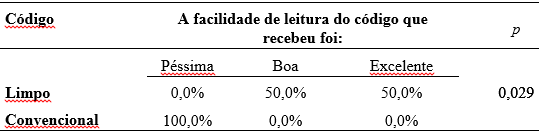 Código A facilidade de leitura do código que recebeu foi: p
Péssima Boa Excelente
Limpo 0,0% 50,0% 50,0% 0,029
Convencional 100,0% 0,0% 0,0%